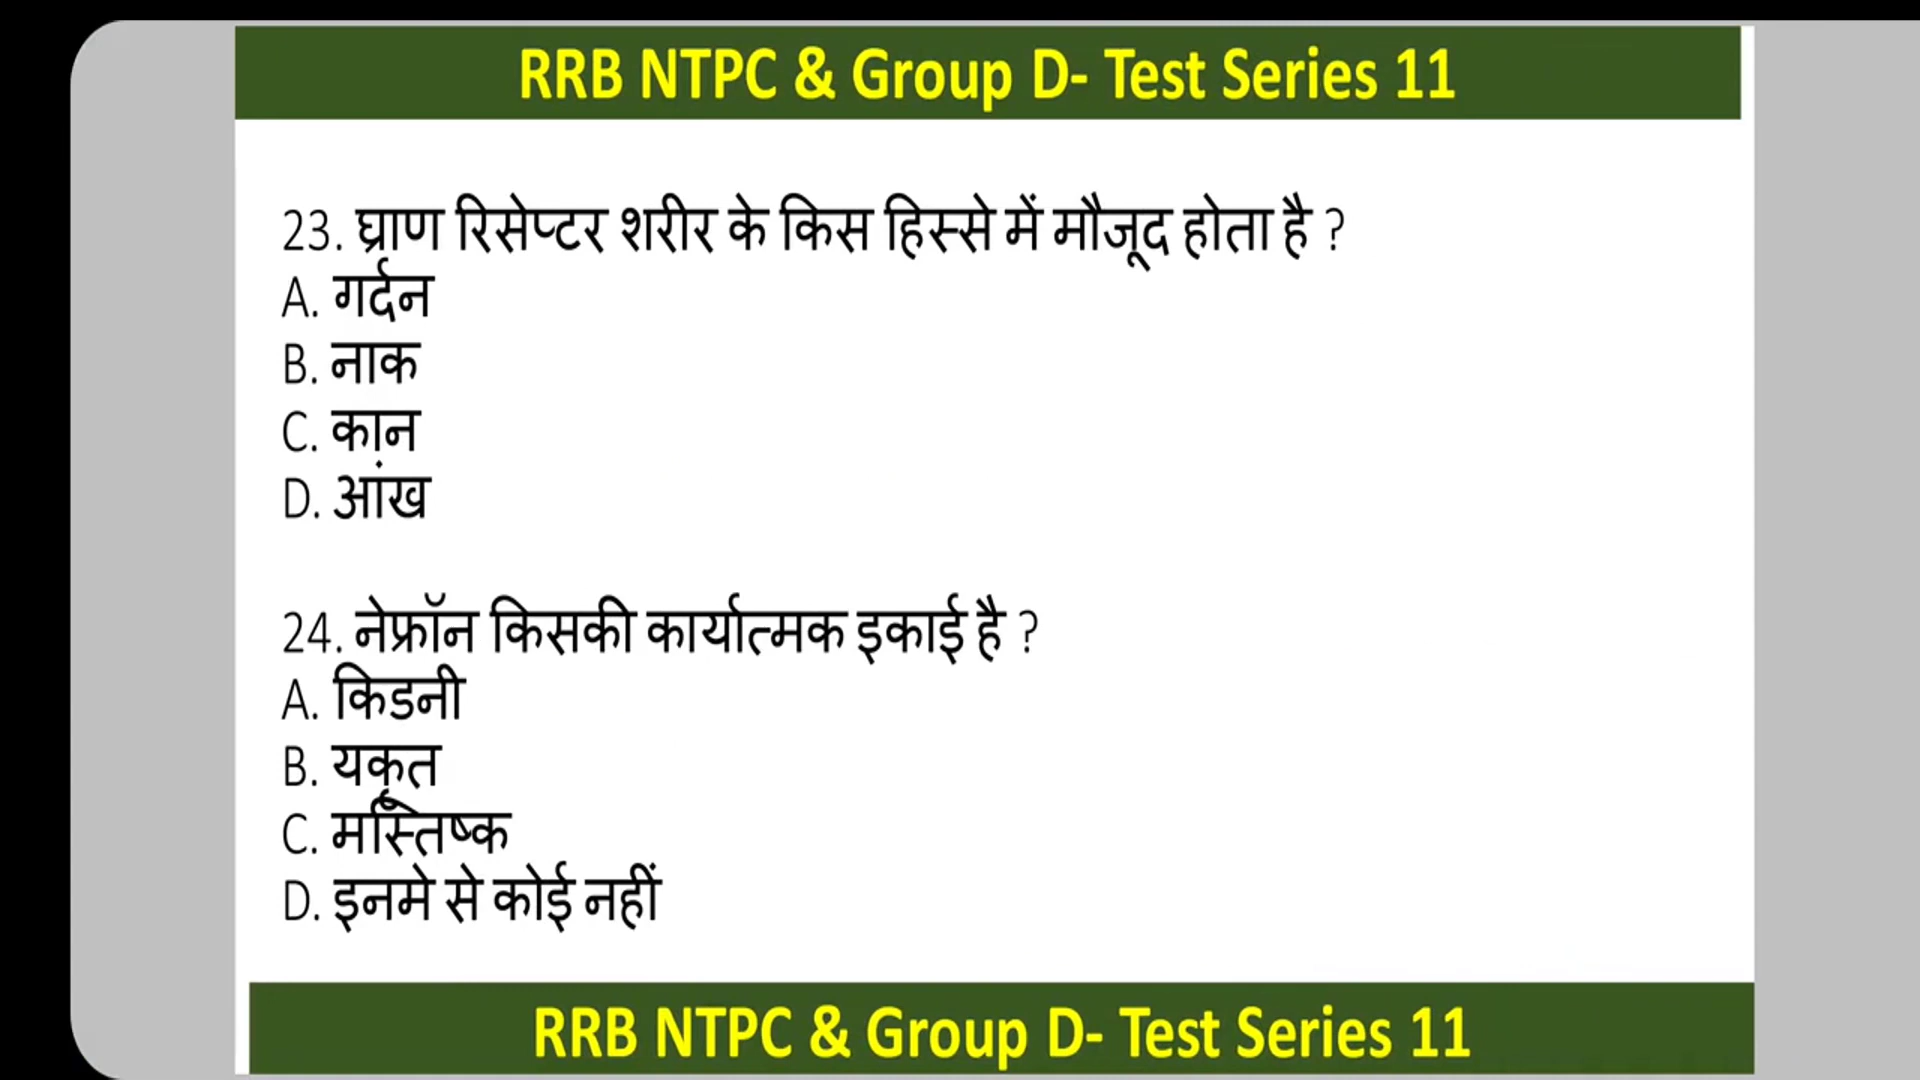 RRB NTPC & Group D- Test Series 11
23. घ्राण रिसेप्टर शरीर के किस हिस्से में मौजूद होता है ?
A. गर्दन
B. नाक
C. कान
D. आंख
24. नेफ्रॉन किसकी कार्यात्मक इकाई है ?
A. किडनी
B. यकृत
C. मस्तिष्क
D. इनमे से कोई नहीं
RRB NTPC & Group D- Test Series 11